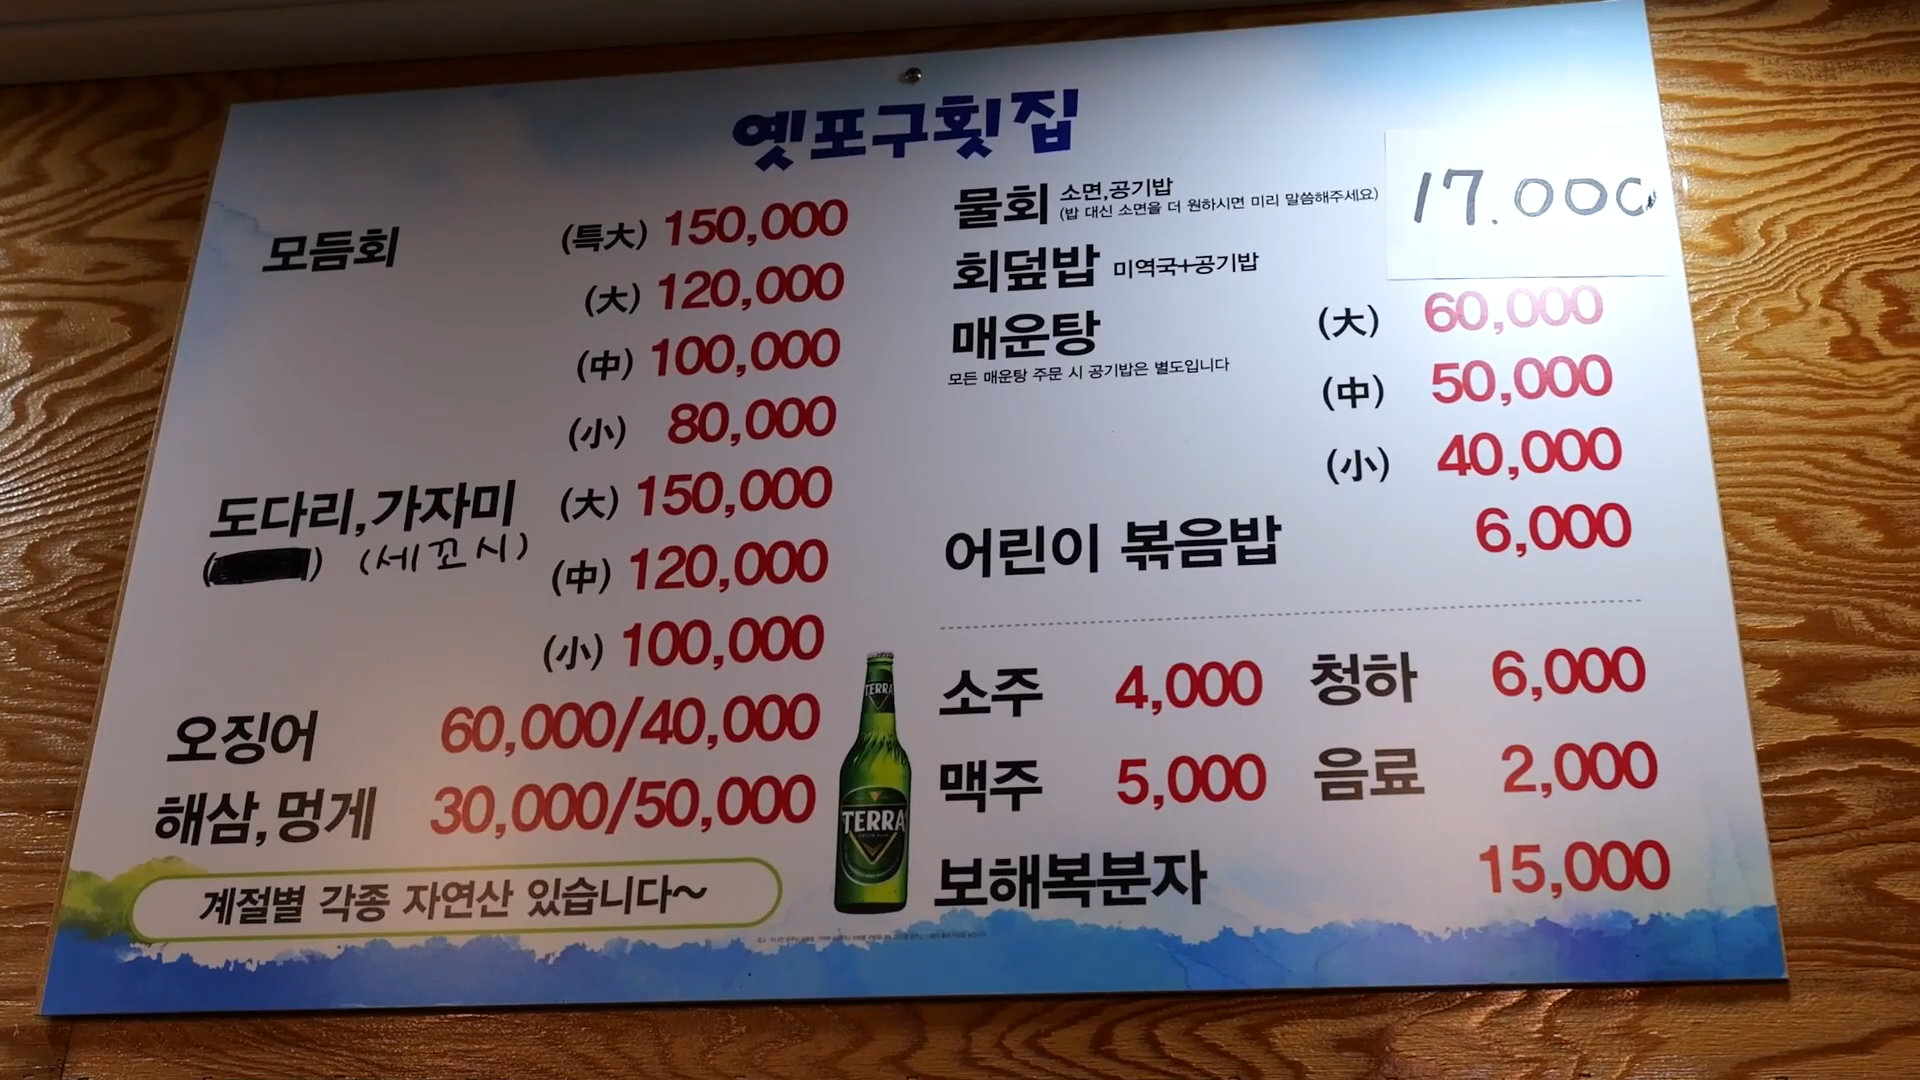 옛포구횟집
모듬회 (특大) 150,000
(大) 120,000
(中) 100,000
(小) 80,000
도다리,가자미 (大) 150,000
(세꼬시)
(中) 120,000
(小) 100,000
오징어 60,000/40,000
해삼,멍게 30,000/50,000
계절별 각종 자연산 있습니다~
TERRA
TERRA
물회 소면,공기밥
(밥 대신 소면을 더 원하시면 미리 말씀해주세요)
17.000
회덮밥 미역국+공기밥
매운탕 (大) 60,000
모든 매운탕 주문 시 공기밥은 별도입니다
(中) 50,000
(小) 40,000
어린이 볶음밥 6,000
소주 4,000 청하 6,000
맥주 5,000 음료 2,000
보해복분자 15,000